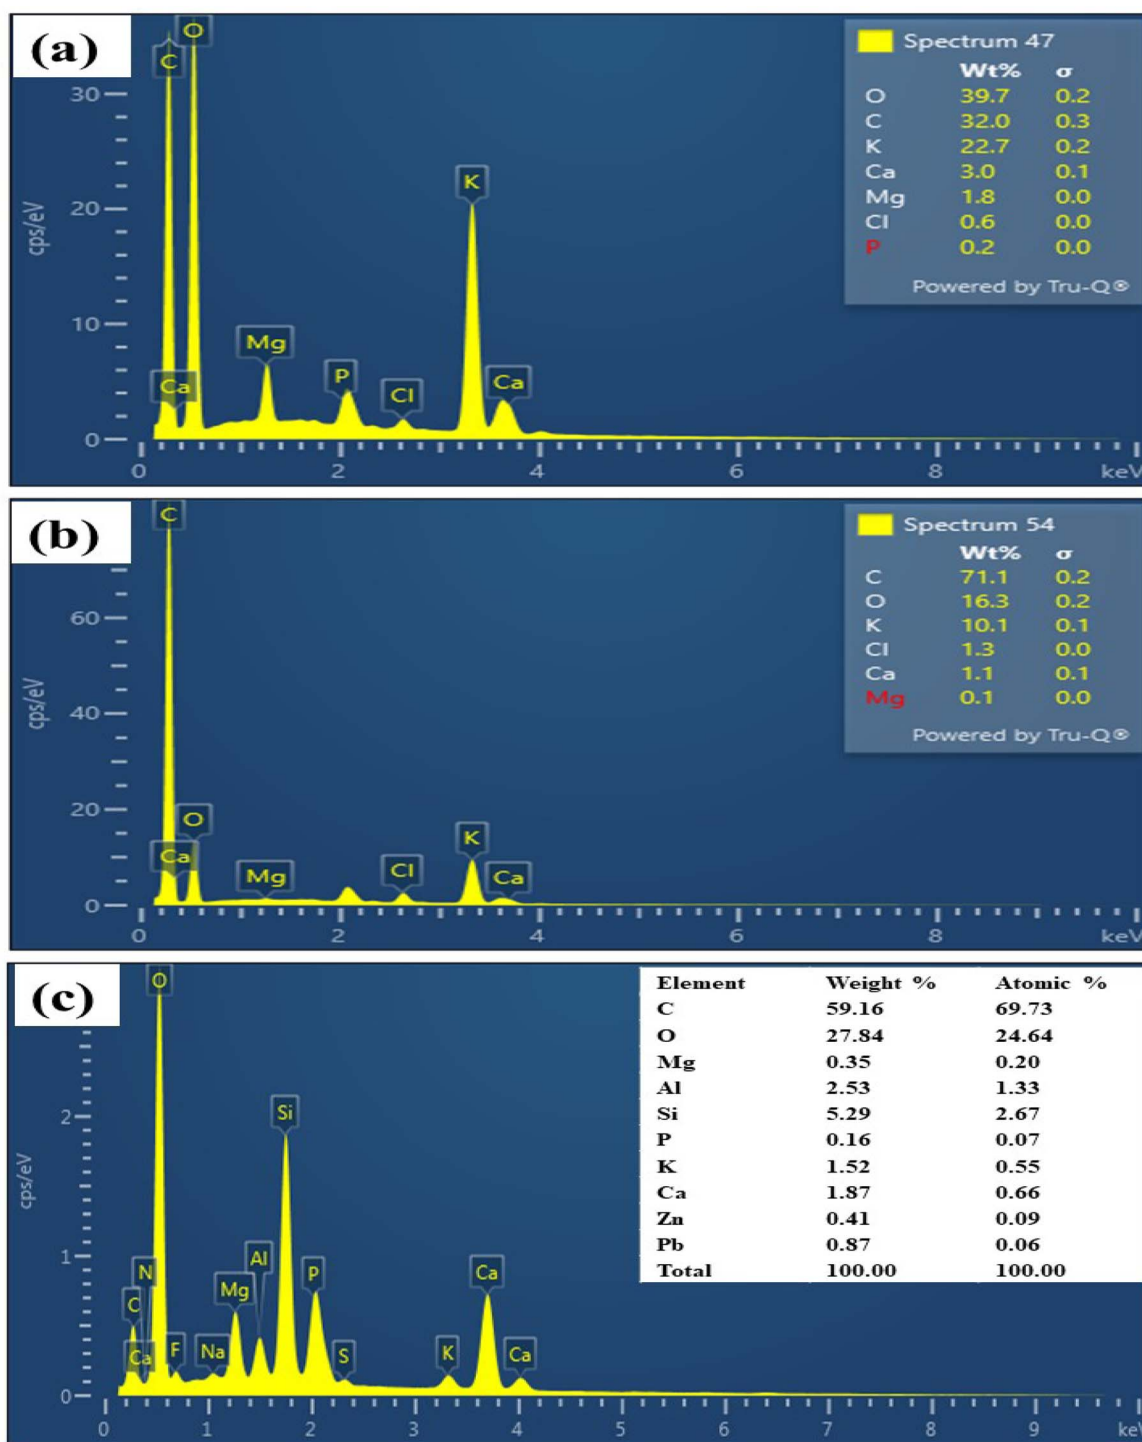 (a)
Spectrum 47
Wt% σ
O 39.7 0.2
C 32.0 0.3
K 22.7 0.2
Ca 3.0 0.1
Mg 1.8 0.0
Cl 0.6 0.0
P 0.2 0.0
Powered by Tru-Q®
C O Ca Mg P Cl K Ca
30
20
10
0
cps/eV
0 2 4 6 8 keV
(b)
Spectrum 54
Wt% σ
C 71.1 0.2
O 16.3 0.2
K 10.1 0.1
Cl 1.3 0.0
Ca 1.1 0.1
Mg 0.1 0.0
Powered by Tru-Q®
C Ca O Mg Cl K Ca
60
40
20
0
cps/eV
0 2 4 6 8 keV
(c)
Element Weight % Atomic %
C 59.16 69.73
O 27.84 24.64
Mg 0.35 0.20
Al 2.53 1.33
Si 5.29 2.67
P 0.16 0.07
K 1.52 0.55
Ca 1.87 0.66
Zn 0.41 0.09
Pb 0.87 0.06
Total 100.00 100.00
C Ca N O F Na Mg Al Si P S K Ca Ca
2
1
0
cps/eV
0 1 2 3 4 5 6 7 8 9 keV